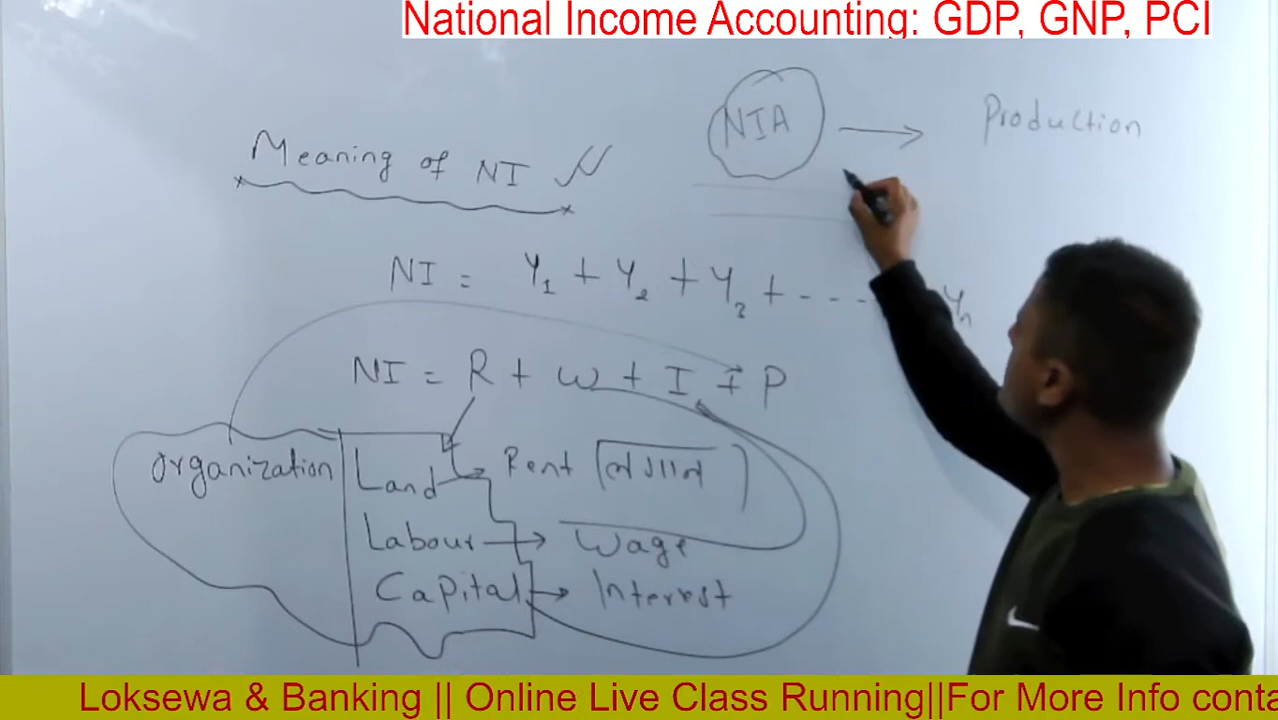 National Income Accounting: GDP, GNP, PCI
NIA → Production
Meaning of NI
NI = Y1 + Y2 + Y3 + - - - Yn
NI = R + W + I + P
Organization
Land → Rent (लगान)
Labour → Wage
Capital → Interest
Loksewa & Banking || Online Live Class Running||For More Info conta